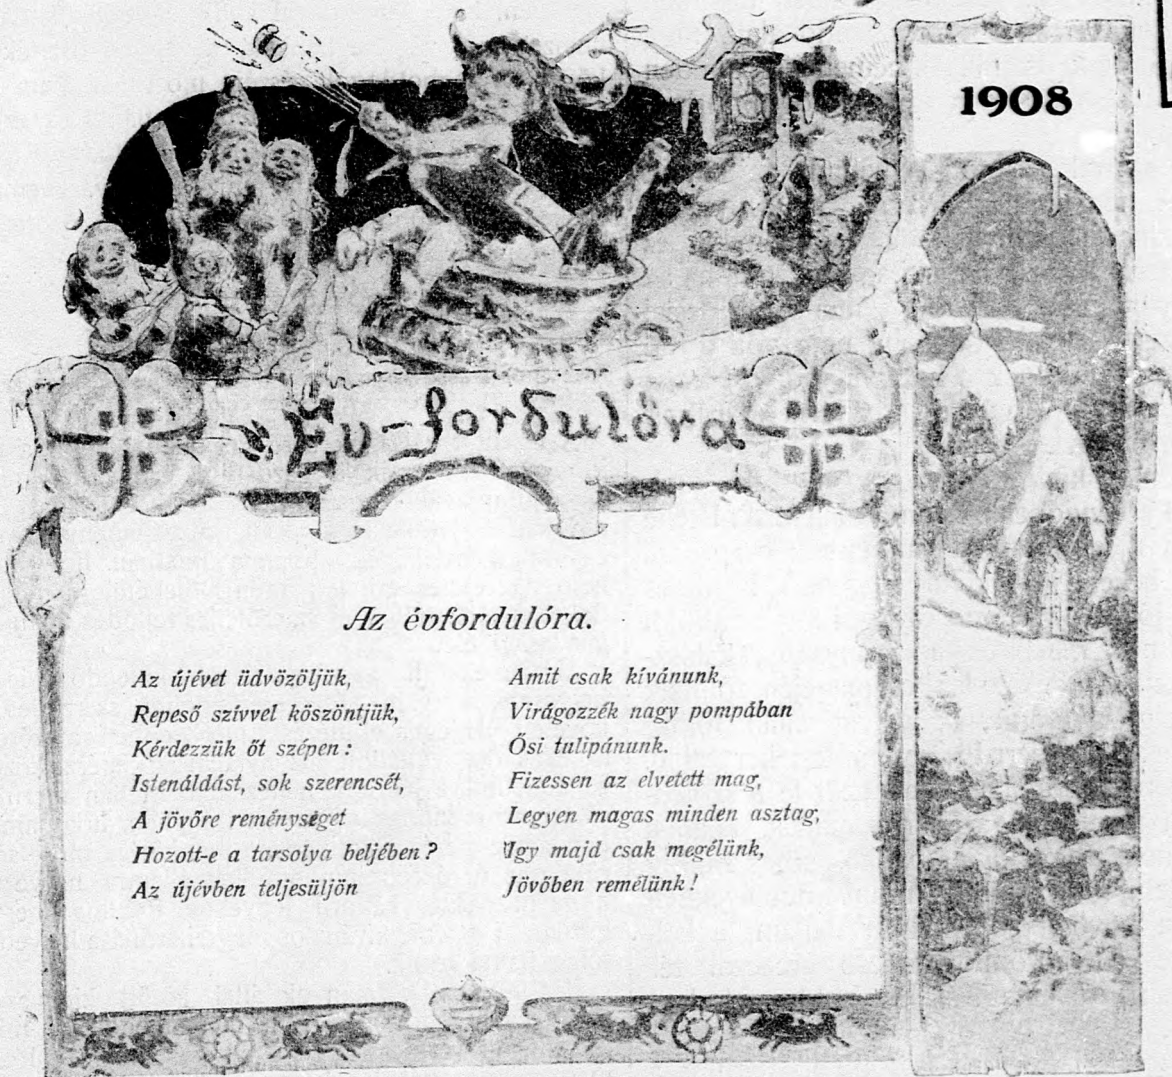 1908
Év-fordulóra
Az évfordulóra.
Az újévet üdvözöljük,
Repeső szívvel köszöntjük,
Kérdezzük őt szépen:
Istenáldást, sok szerencsét,
A jövőre reménységet
Hozott-e a tarsolya beljében?
Az újévben teljesüljön
Amit csak kívánunk,
Virágozzék nagy pompában
Ősi tulipánunk.
Fizessen az elvetett mag,
Legyen magas minden asztag,
Ugy majd csak megélünk,
Jövőben remélünk!